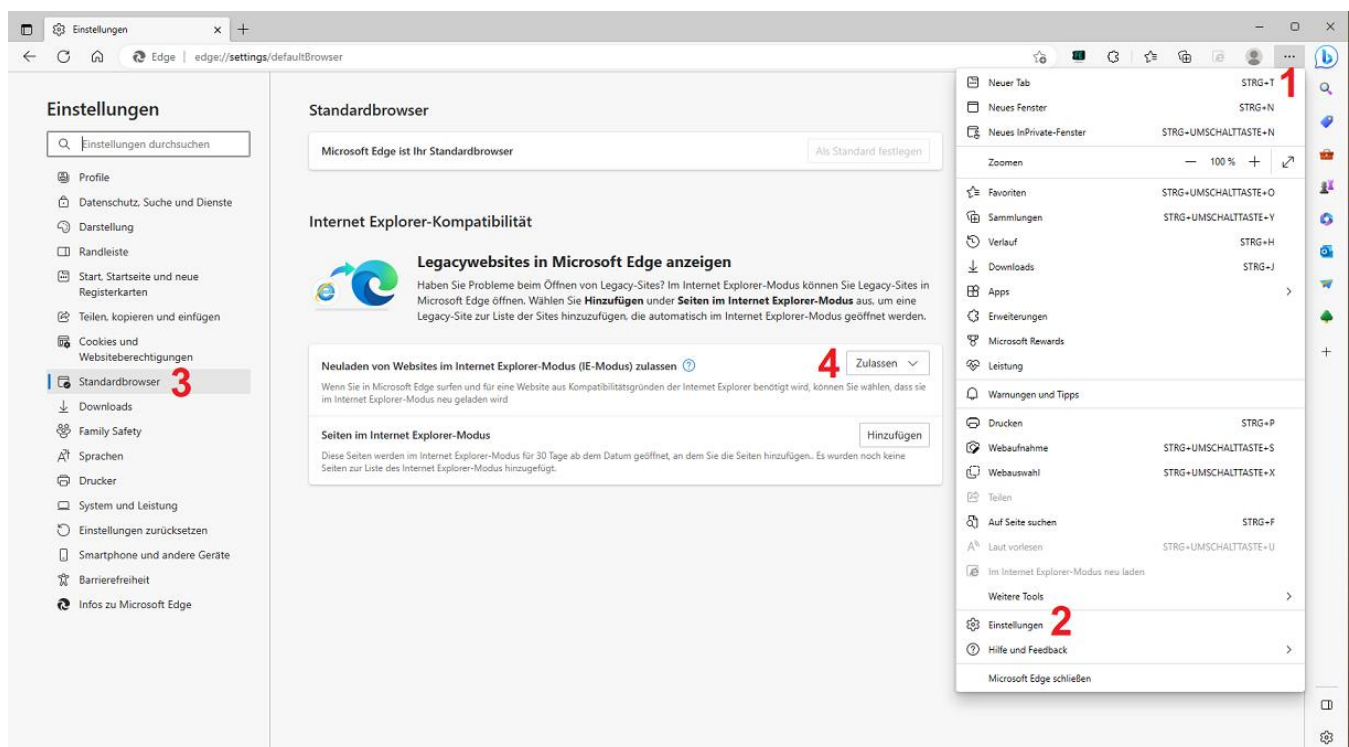 Einstellungen
Edge
edge://settings/defaultBrowser
Einstellungen
Einstellungen durchsuchen
Profile
Datenschutz, Suche und Dienste
Darstellung
Randleiste
Start, Startseite und neue
Registerkarten
Teilen, kopieren und einfügen
Cookies und
Websiteberechtigungen
Standardbrowser 3
Downloads
Family Safety
Sprachen
Drucker
System und Leistung
Einstellungen zurücksetzen
Smartphone und andere Geräte
Barrierefreiheit
Infos zu Microsoft Edge
Standardbrowser
Microsoft Edge ist Ihr Standardbrowser Als Standard festlegen
Internet Explorer-Kompatibilität
Legacywebsites in Microsoft Edge anzeigen
Haben Sie Probleme beim Öffnen von Legacy-Sites? Im Internet Explorer-Modus können Sie Legacy-Sites in
Microsoft Edge öffnen. Wählen Sie Hinzufügen unter Seiten im Internet Explorer-Modus aus, um eine
Legacy-Site zur Liste der Sites hinzuzufügen, die automatisch im Internet Explorer-Modus geöffnet werden.
Neuladen von Websites im Internet Explorer-Modus (IE-Modus) zulassen ? 4 Zulassen
Wenn Sie in Microsoft Edge surfen und für eine Website aus Kompatibilitätsgründen der Internet Explorer benötigt wird, können Sie wählen, dass sie
im Internet Explorer-Modus neu geladen wird
Seiten im Internet Explorer-Modus Hinzufügen
Diese Seiten werden im Internet Explorer-Modus für 30 Tage ab dem Datum geöffnet, an dem Sie die Seiten hinzufügen.. Es wurden noch keine
Seiten zur Liste des Internet Explorer-Modus hinzugefügt.
Neuer Tab STRG+T 1
Neues Fenster STRG+N
Neues InPrivate-Fenster STRG+UMSCHALTTASTE+N
Zoomen — 100 % +
Favoriten STRG+UMSCHALTTASTE+O
Sammlungen STRG+UMSCHALTTASTE+Y
Verlauf STRG+H
Downloads STRG+J
Apps
Erweiterungen
Microsoft Rewards
Leistung
Warnungen und Tipps
Drucken STRG+P
Webaufnahme STRG+UMSCHALTTASTE+S
Webauswahl STRG+UMSCHALTTASTE+X
Teilen
Auf Seite suchen STRG+F
Laut vorlesen STRG+UMSCHALTTASTE+U
Im Internet Explorer-Modus neu laden
Weitere Tools
Einstellungen 2
Hilfe und Feedback
Microsoft Edge schließen